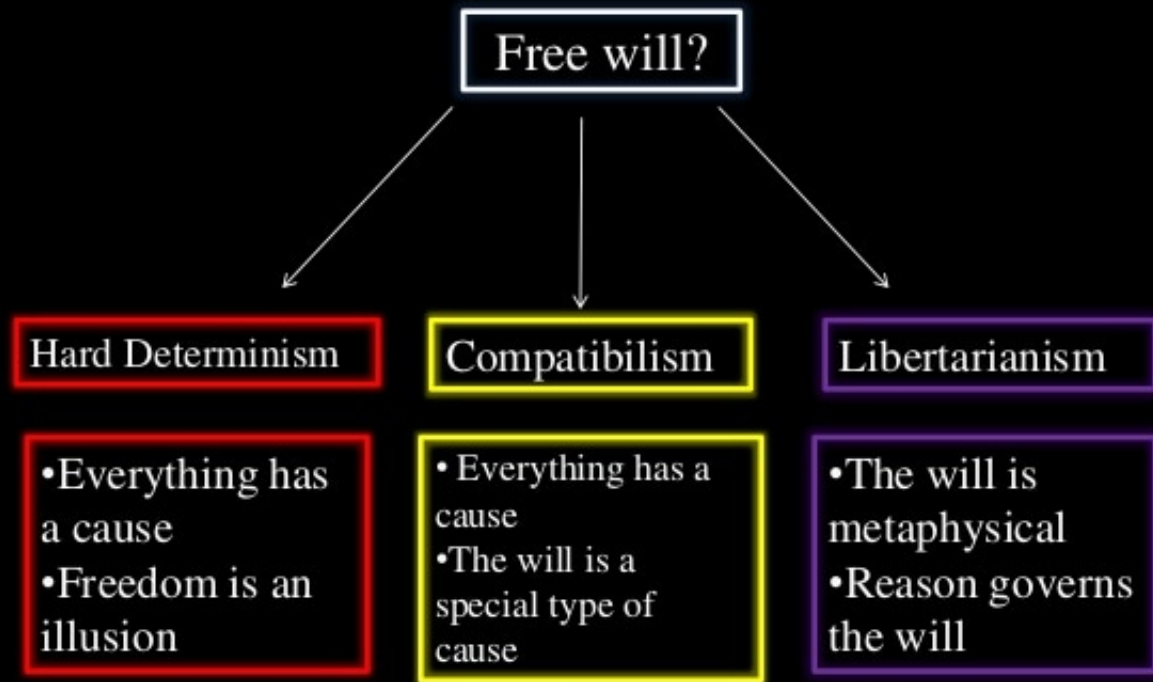 Free will?
Hard Determinism
Compatibilism
Libertarianism
•Everything has
a cause
•Freedom is an
illusion
• Everything has a
cause
•The will is a
special type of
cause
•The will is
metaphysical
•Reason governs
the will